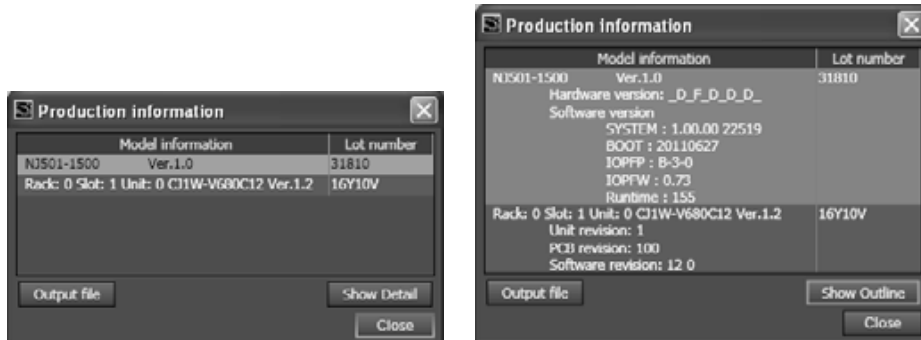 Production information
Model information Lot number
NJ501-1500 Ver.1.0 31810
Rack: 0 Slot: 1 Unit: 0 CJ1W-V680C12 Ver.1.2 16Y10V
Output file Show Detail
Close
Production information
Model information Lot number
NJ501-1500 Ver.1.0 31810
Hardware version: _D_F_D_D_D_
Software version
SYSTEM : 1.00.00 22519
BOOT : 20110627
IOPFP : B-3-0
IOPFW : 0.73
Runtime : 155
Rack: 0 Slot: 1 Unit: 0 CJ1W-V680C12 Ver.1.2 16Y10V
Unit revision: 1
PCB revision: 100
Software revision: 12 0
Output file Show Outline
Close